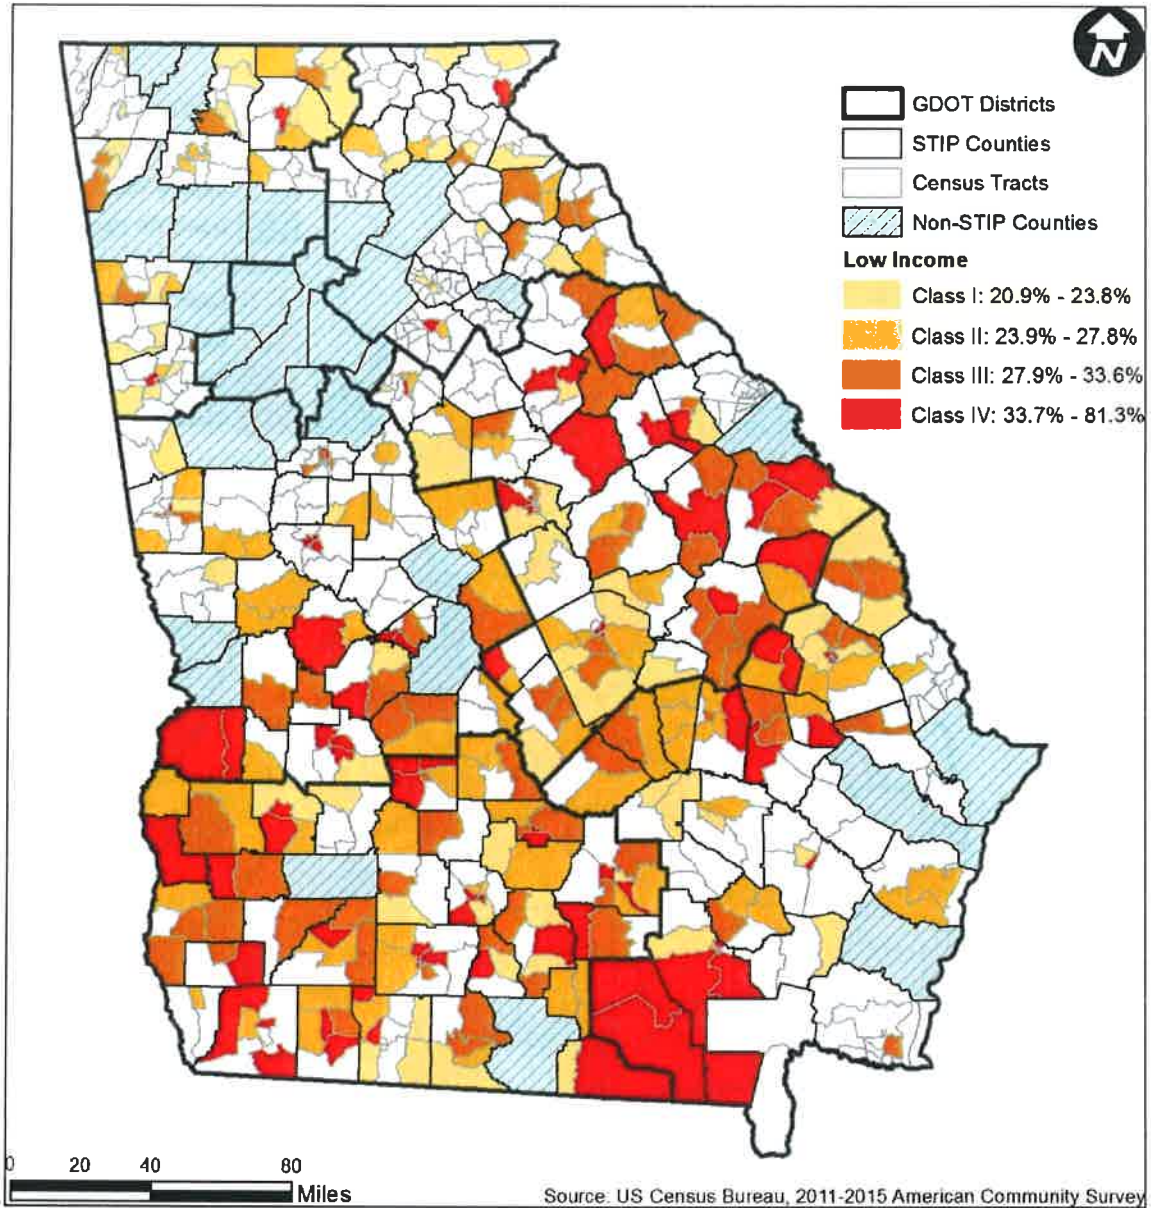 N
GDOT Districts
STIP Counties
Census Tracts
Non-STIP Counties
Low Income
Class I: 20.9% - 23.8%
Class II: 23.9% - 27.8%
Class III: 27.9% - 33.6%
Class IV: 33.7% - 81.3%
0 20 40 80
Miles
Source: US Census Bureau, 2011-2015 American Community Survey